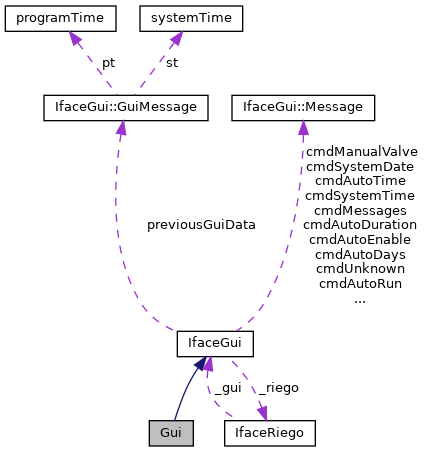 programTime
systemTime
pt
st
IfaceGui::GuiMessage
IfaceGui::Message
previousGuiData
cmdManualValve
cmdSystemDate
cmdAutoTime
cmdSystemTime
cmdMessages
cmdAutoDuration
cmdAutoEnable
cmdAutoDays
cmdUnknown
cmdAutoRun
...
IfaceGui
_gui
_riego
Gui
IfaceRiego